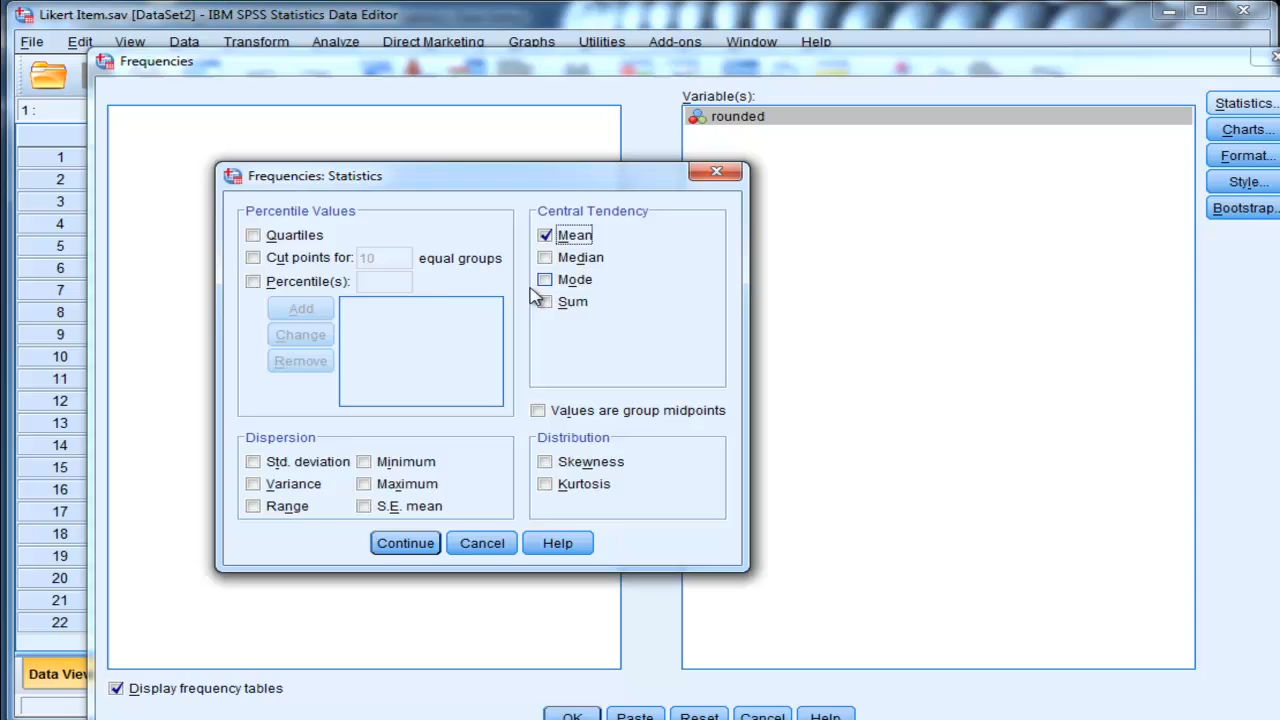 Likert Item.sav [DataSet2] - IBM SPSS Statistics Data Editor
File Edit View Data Transform Analyze Direct Marketing Graphs Utilities Add-ons Window Help
Frequencies
1 :
Variable(s):
rounded
Statistics...
Charts...
Format...
Style...
Bootstrap...
Frequencies: Statistics
Percentile Values
Quartiles
Cut points for: 10 equal groups
Percentile(s):
Add
Change
Remove
Central Tendency
Mean
Median
Mode
Sum
Values are group midpoints
Dispersion
Std. deviation Minimum
Variance Maximum
Range S.E. mean
Distribution
Skewness
Kurtosis
Continue Cancel Help
1
2
3
4
5
6
7
8
9
10
11
12
13
14
15
16
17
18
19
20
21
22
Data View
Display frequency tables
OK Paste Reset Cancel Help